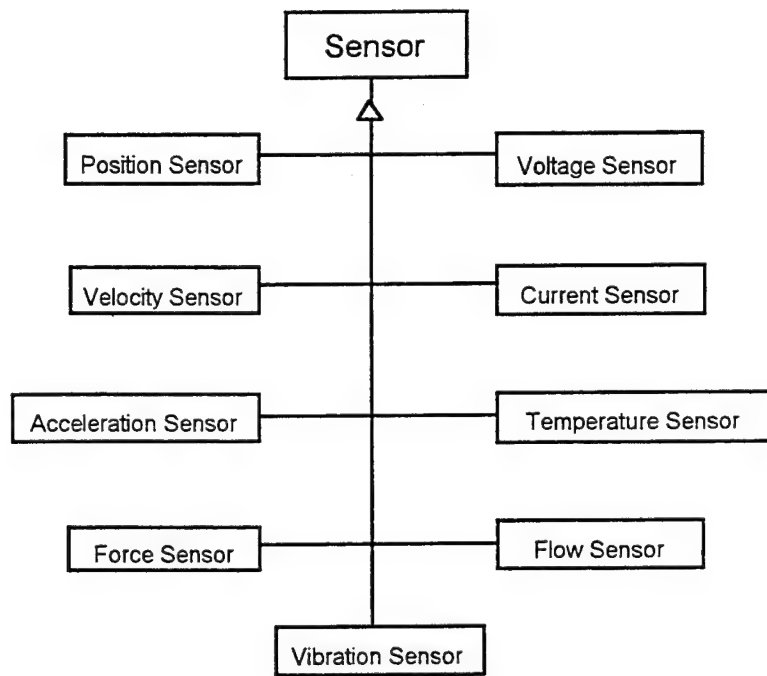 Sensor
Position Sensor
Voltage Sensor
Velocity Sensor
Current Sensor
Acceleration Sensor
Temperature Sensor
Force Sensor
Flow Sensor
Vibration Sensor